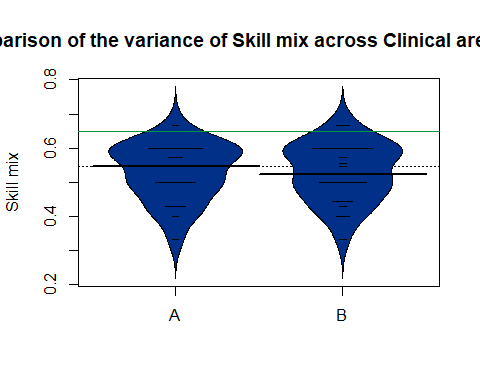 parison of the variance of Skill mix across Clinical are
Skill mix
0.8
0.6
0.4
0.2
A
B